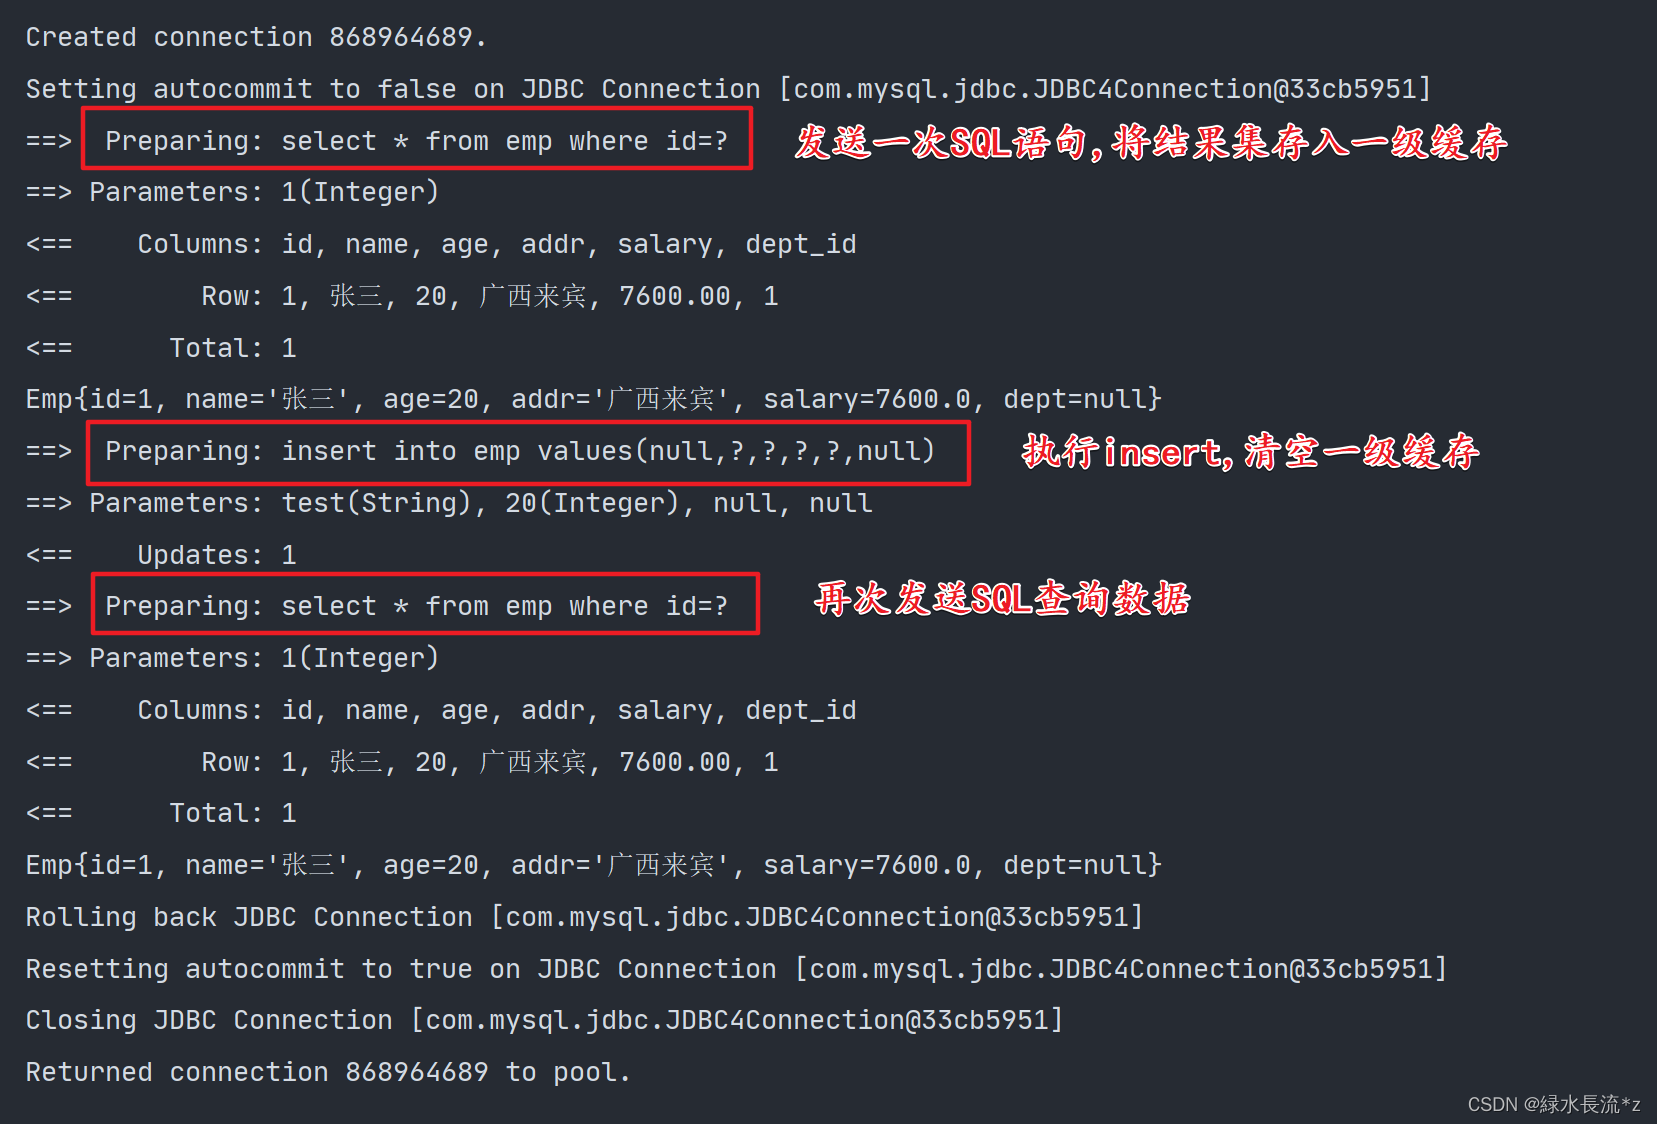 Created connection 868964689.
Setting autocommit to false on JDBC Connection [com.mysql.jdbc.JDBC4Connection@33cb5951]
==>  Preparing: select * from emp where id=? 发送一次SQL语句,将结果集存入一级缓存
==> Parameters: 1(Integer)
<==    Columns: id, name, age, addr, salary, dept_id
<==        Row: 1, 张三, 20, 广西来宾, 7600.00, 1
<==      Total: 1
Emp{id=1, name='张三', age=20, addr='广西来宾', salary=7600.0, dept=null}
==>  Preparing: insert into emp values(null,?,?,?,?,null) 执行insert,清空一级缓存
==> Parameters: test(String), 20(Integer), null, null
<==    Updates: 1
==>  Preparing: select * from emp where id=? 再次发送SQL查询数据
==> Parameters: 1(Integer)
<==    Columns: id, name, age, addr, salary, dept_id
<==        Row: 1, 张三, 20, 广西来宾, 7600.00, 1
<==      Total: 1
Emp{id=1, name='张三', age=20, addr='广西来宾', salary=7600.0, dept=null}
Rolling back JDBC Connection [com.mysql.jdbc.JDBC4Connection@33cb5951]
Resetting autocommit to true on JDBC Connection [com.mysql.jdbc.JDBC4Connection@33cb5951]
Closing JDBC Connection [com.mysql.jdbc.JDBC4Connection@33cb5951]
Returned connection 868964689 to pool.
CSDN @緑水長流*z